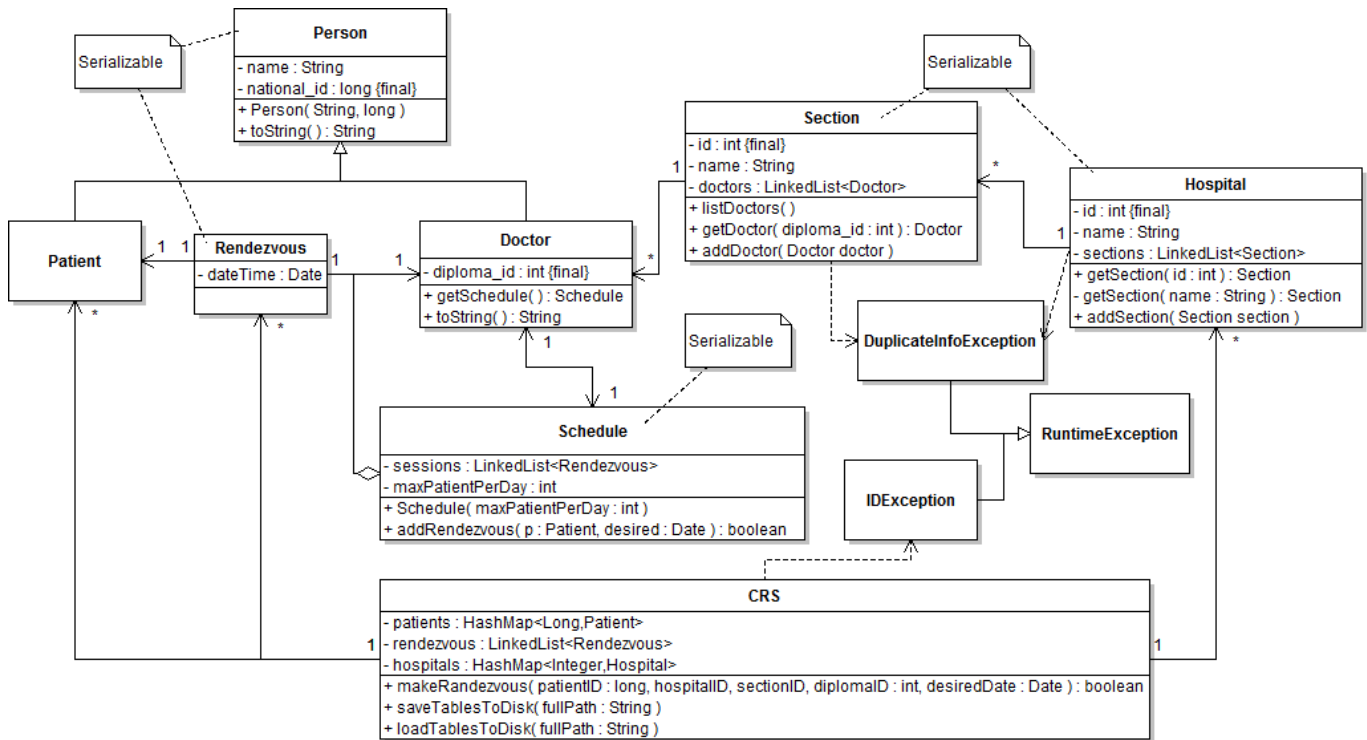 Person
- name : String
- national_id : long {final}
+ Person( String, long )
+ toString( ) : String
Serializable
Serializable
Section
- id : int {final}
- name : String
- doctors : LinkedList<Doctor>
+ listDoctors( )
+ getDoctor( diploma_id : int ) : Doctor
+ addDoctor( Doctor doctor )
Hospital
- id : int {final}
- name : String
- sections : LinkedList<Section>
+ getSection( id : int ) : Section
- getSection( name : String ) : Section
+ addSection( Section section )
1
*
*
1
Patient
1
1
Rendezvous
- dateTime : Date
1
1
Doctor
- diploma_id : int {final}
+ getSchedule( ) : Schedule
+ toString( ) : String
*
*
1
1
*
Serializable
DuplicateInfoException
RuntimeException
IDException
Schedule
- sessions : LinkedList<Rendezvous>
- maxPatientPerDay : int
+ Schedule( maxPatientPerDay : int )
+ addRendezvous( p : Patient, desired : Date ) : boolean
CRS
- patients : HashMap<Long,Patient>
- rendezvous : LinkedList<Rendezvous>
- hospitals : HashMap<Integer,Hospital>
+ makeRandezvous( patientID : long, hospitalID, sectionID, diplomaID : int, desiredDate : Date ) : boolean
+ saveTablesToDisk( fullPath : String )
+ loadTablesToDisk( fullPath : String )
1
1